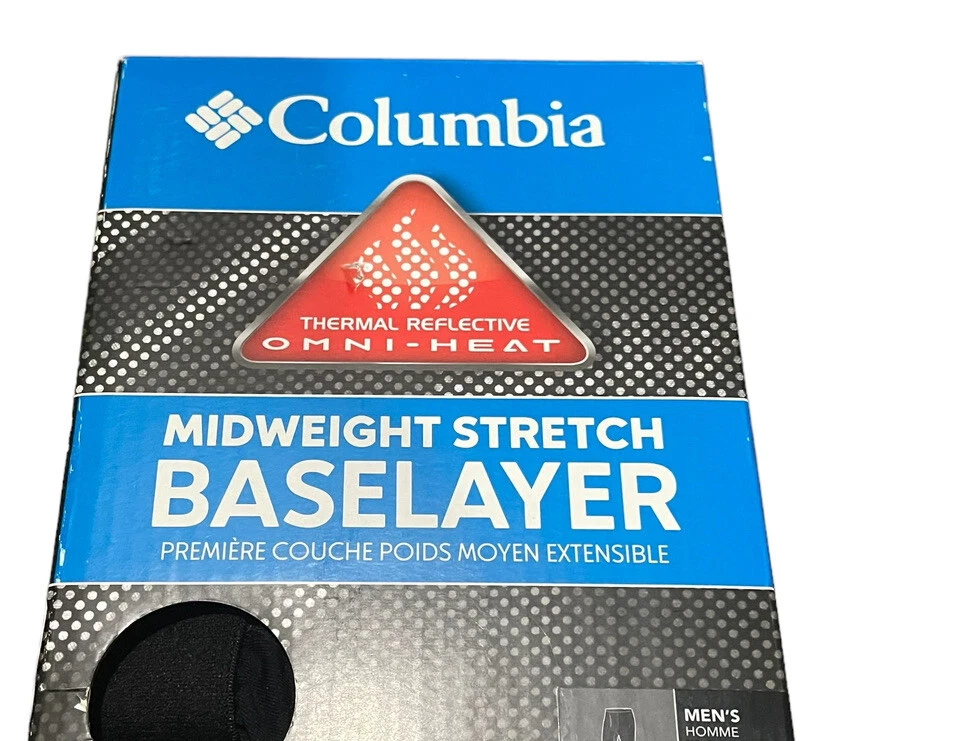 Columbia
THERMAL REFLECTIVE
OMNI-HEAT
MIDWEIGHT STRETCH
BASELAYER
PREMIÈRE COUCHE POIDS MOYEN EXTENSIBLE
MEN'S
HOMME